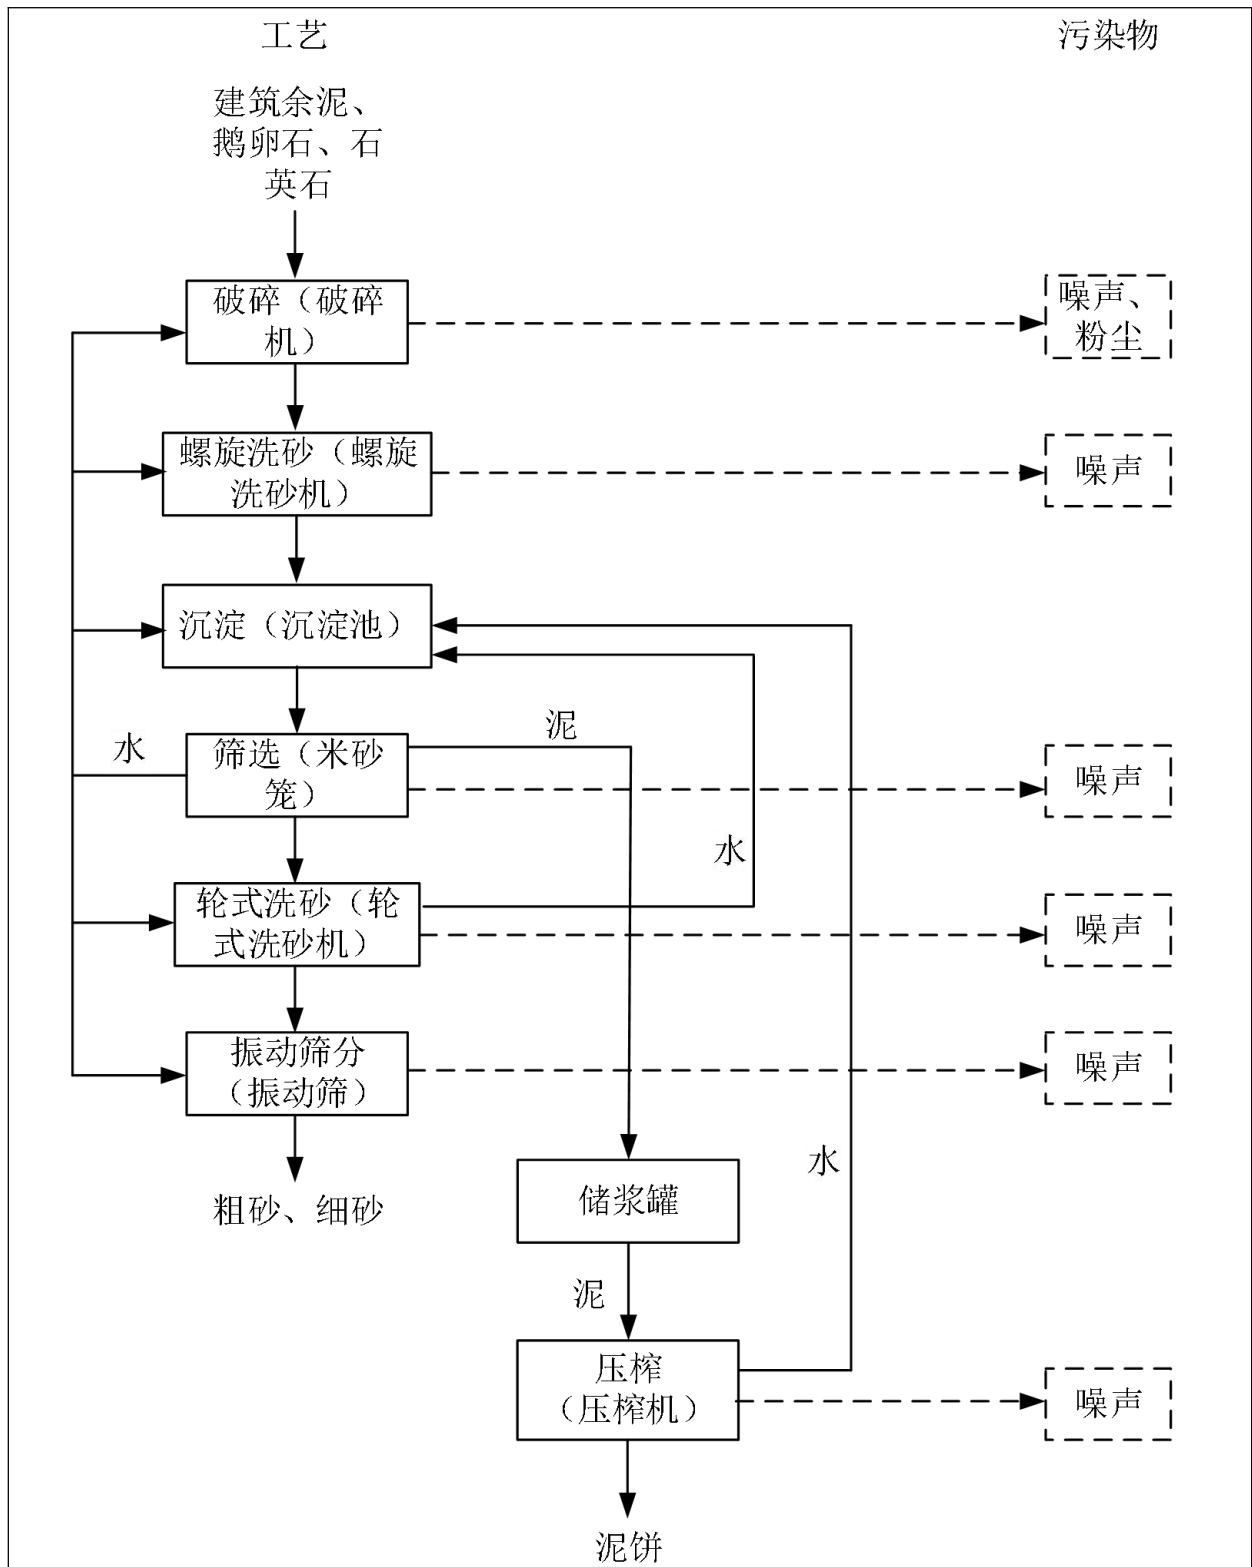 工艺
污染物
建筑余泥、
鹅卵石、石
英石
破碎（破碎
机）
噪声、
粉尘
螺旋洗砂（螺旋
洗砂机）
噪声
沉淀（沉淀池）
泥
水
筛选（米砂
笼）
噪声
水
轮式洗砂（轮
式洗砂机）
噪声
振动筛分
（振动筛）
噪声
水
储浆罐
粗砂、细砂
泥
压榨
（压榨机）
噪声
泥饼